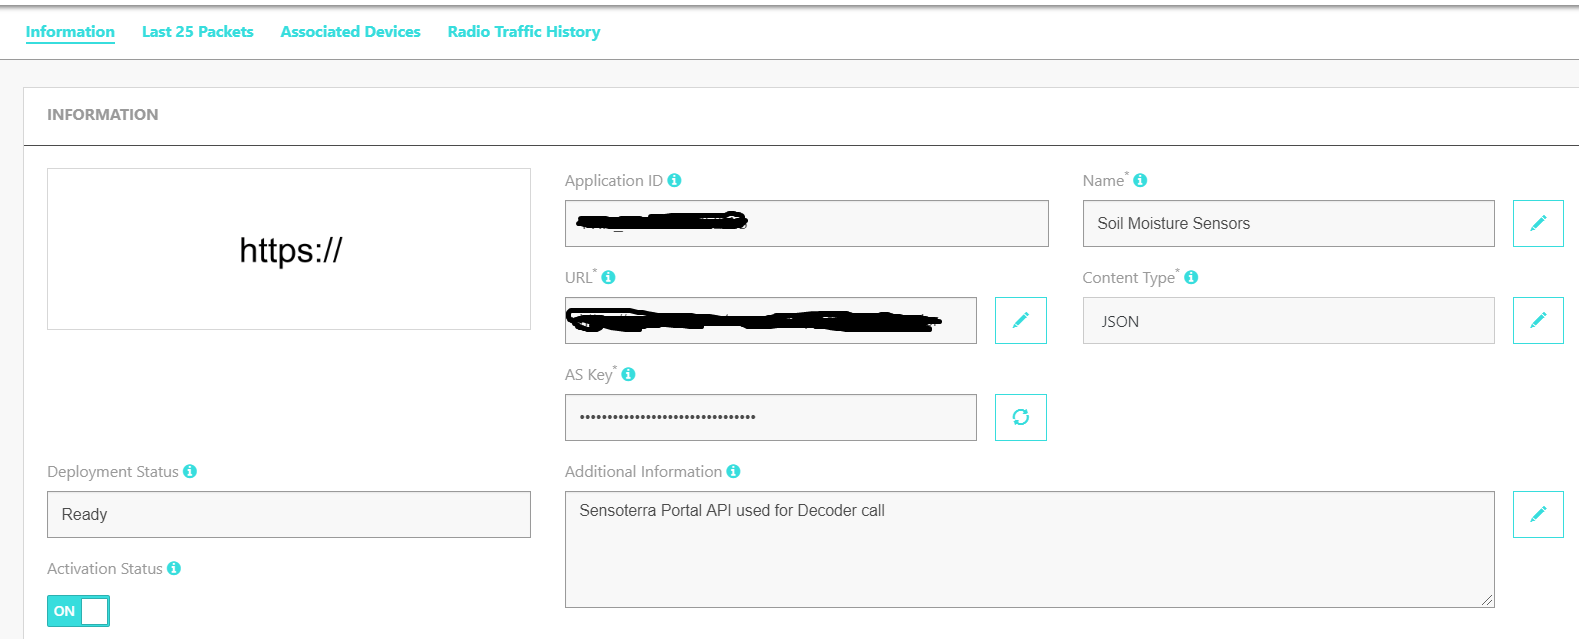 Information Last 25 Packets Associated Devices Radio Traffic History
INFORMATION
https://
Application ID
Name*
Soil Moisture Sensors
URL*
Content Type*
JSON
AS Key*
••••••••••••••••••••••••••••••••
Deployment Status
Ready
Additional Information
Sensoterra Portal API used for Decoder call
Activation Status
ON